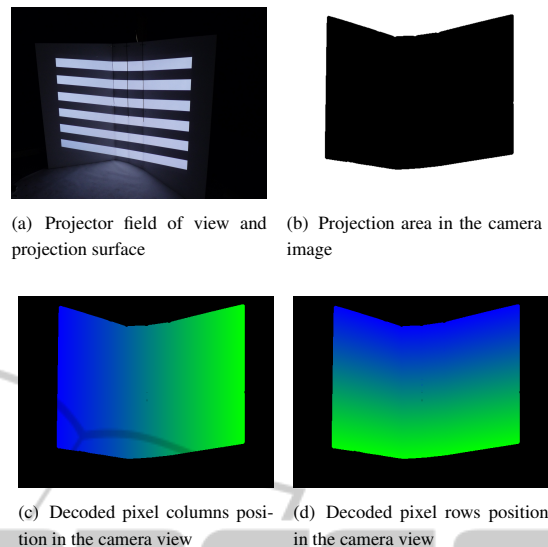 (a) Projector field of view and
projection surface
(b) Projection area in the camera
image
(c) Decoded pixel columns posi-
tion in the camera view
(d) Decoded pixel rows position
in the camera view